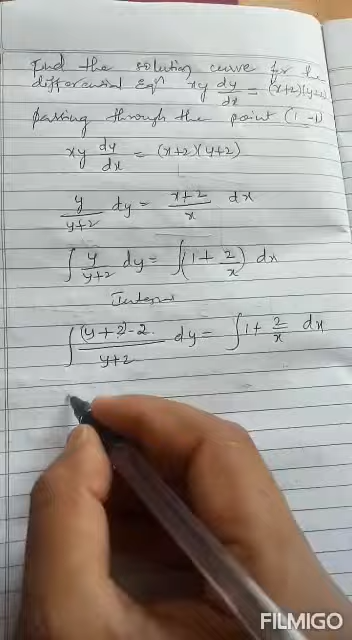 Find the solution curve for the
differential Eqn xy dy/dx = (x+2)(y+2)
passing through the point (1, -1)
xy dy/dx = (x+2)(y+2)
y/y+2 dy = x+2/x dx
∫ y/y+2 dy = ∫(1 + 2/x) dx
∫ (y+2)-2/y+2 dy = ∫ 1 + 2/x dx
FILMIGO